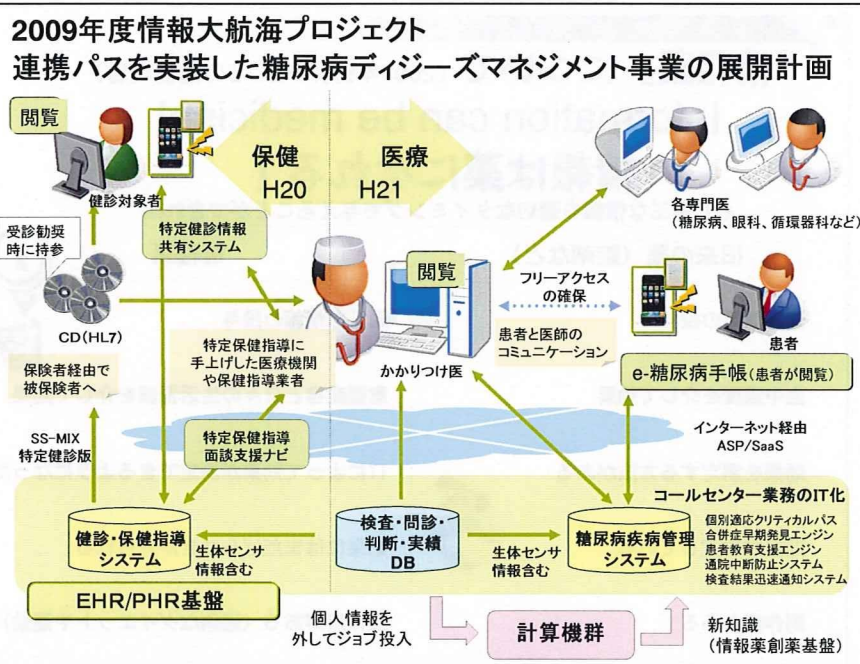 2009年度情報大航海プロジェクト
連携パスを実装した糖尿病ディジーズマネジメント事業の展開計画
閲覧
健診対象者
保健
H20
医療
H21
各専門医
(糖尿病、眼科、循環器科など)
受診勧奨
時に持参
特定健診情報
共有システム
閲覧
フリーアクセス
の確保
CD(HL7)
患者
特定保健指導に
手上げした医療機関
や保健指導業者
患者と医師の
コミュニケーション
かかりつけ医
保険者経由で
被保険者へ
e-糖尿病手帳(患者が閲覧)
SS-MIX
特定健診版
特定保健指導
面談支援ナビ
インターネット経由
ASP/SaaS
コールセンター業務のIT化
健診・保健指導
システム
生体センサ
情報含む
検査・問診・
判断・実績
DB
生体センサ
情報含む
糖尿病疾病管理
システム
個別適応クリティカルパス
合併症早期発見エンジン
患者教育支援エンジン
通院中断防止システム
検査結果迅速通知システム
EHR/PHR基盤
個人情報を
外してジョブ投入
計算機群
新知識
(情報薬創薬基盤)